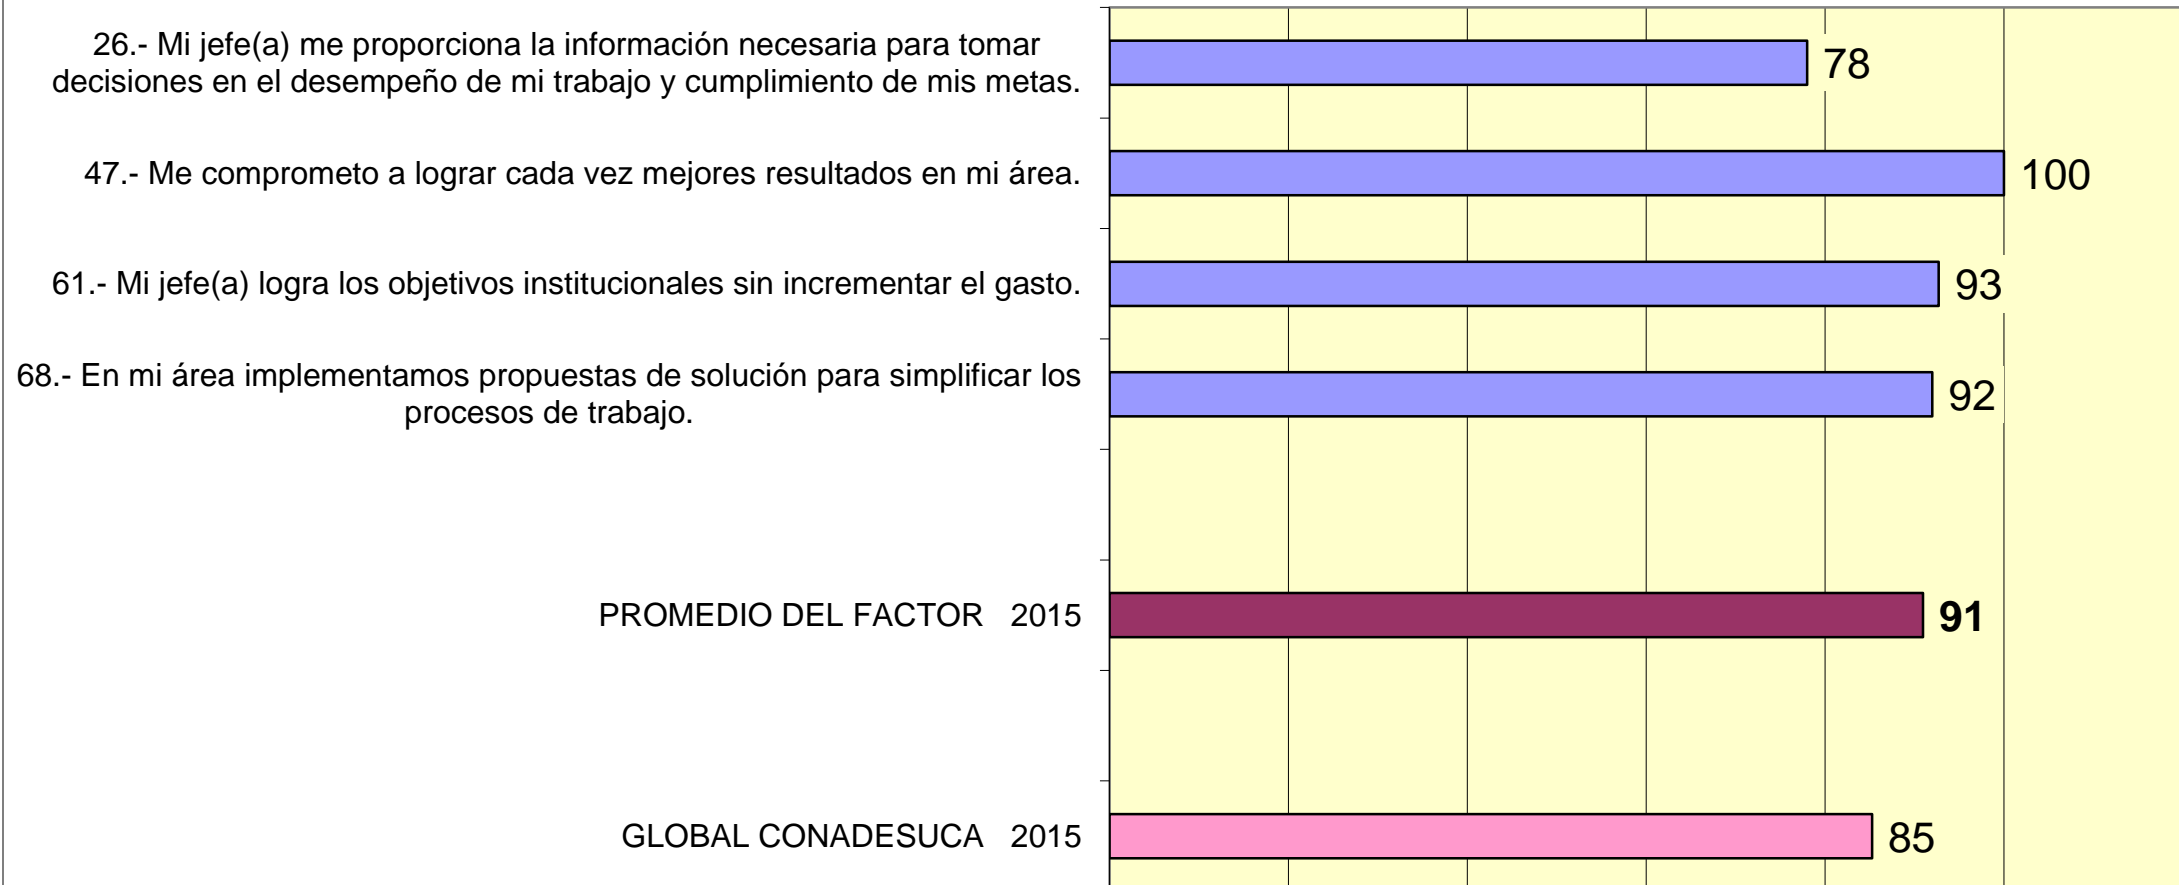 26.- Mi jefe(a) me proporciona la información necesaria para tomar
decisiones en el desempeño de mi trabajo y cumplimiento de mis metas.
78
47.- Me comprometo a lograr cada vez mejores resultados en mi área.
100
61.- Mi jefe(a) logra los objetivos institucionales sin incrementar el gasto.
93
68.- En mi área implementamos propuestas de solución para simplificar los
procesos de trabajo.
92
PROMEDIO DEL FACTOR 2015
91
GLOBAL CONADESUCA 2015
85